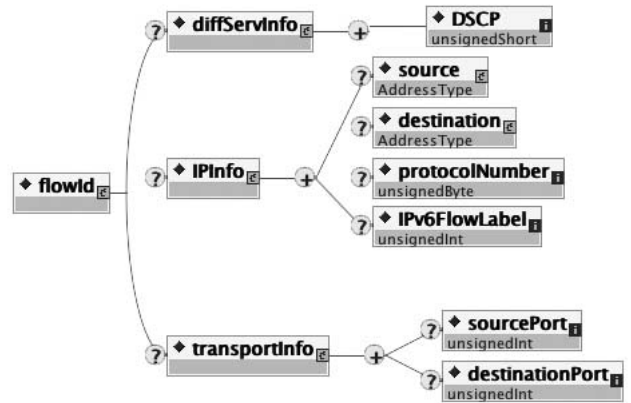 ? ◆ diffServInfo c
+
◆ DSCP i
unsignedShort
? ◆ source c
AddressType
? ◆ destination c
AddressType
◆ flowId c
? ◆ IPInfo c
+
? ◆ protocolNumber i
unsignedByte
? ◆ IPv6FlowLabel i
unsignedInt
? ◆ transportInfo c
+
? ◆ sourcePort i
unsignedInt
? ◆ destinationPort i
unsignedInt